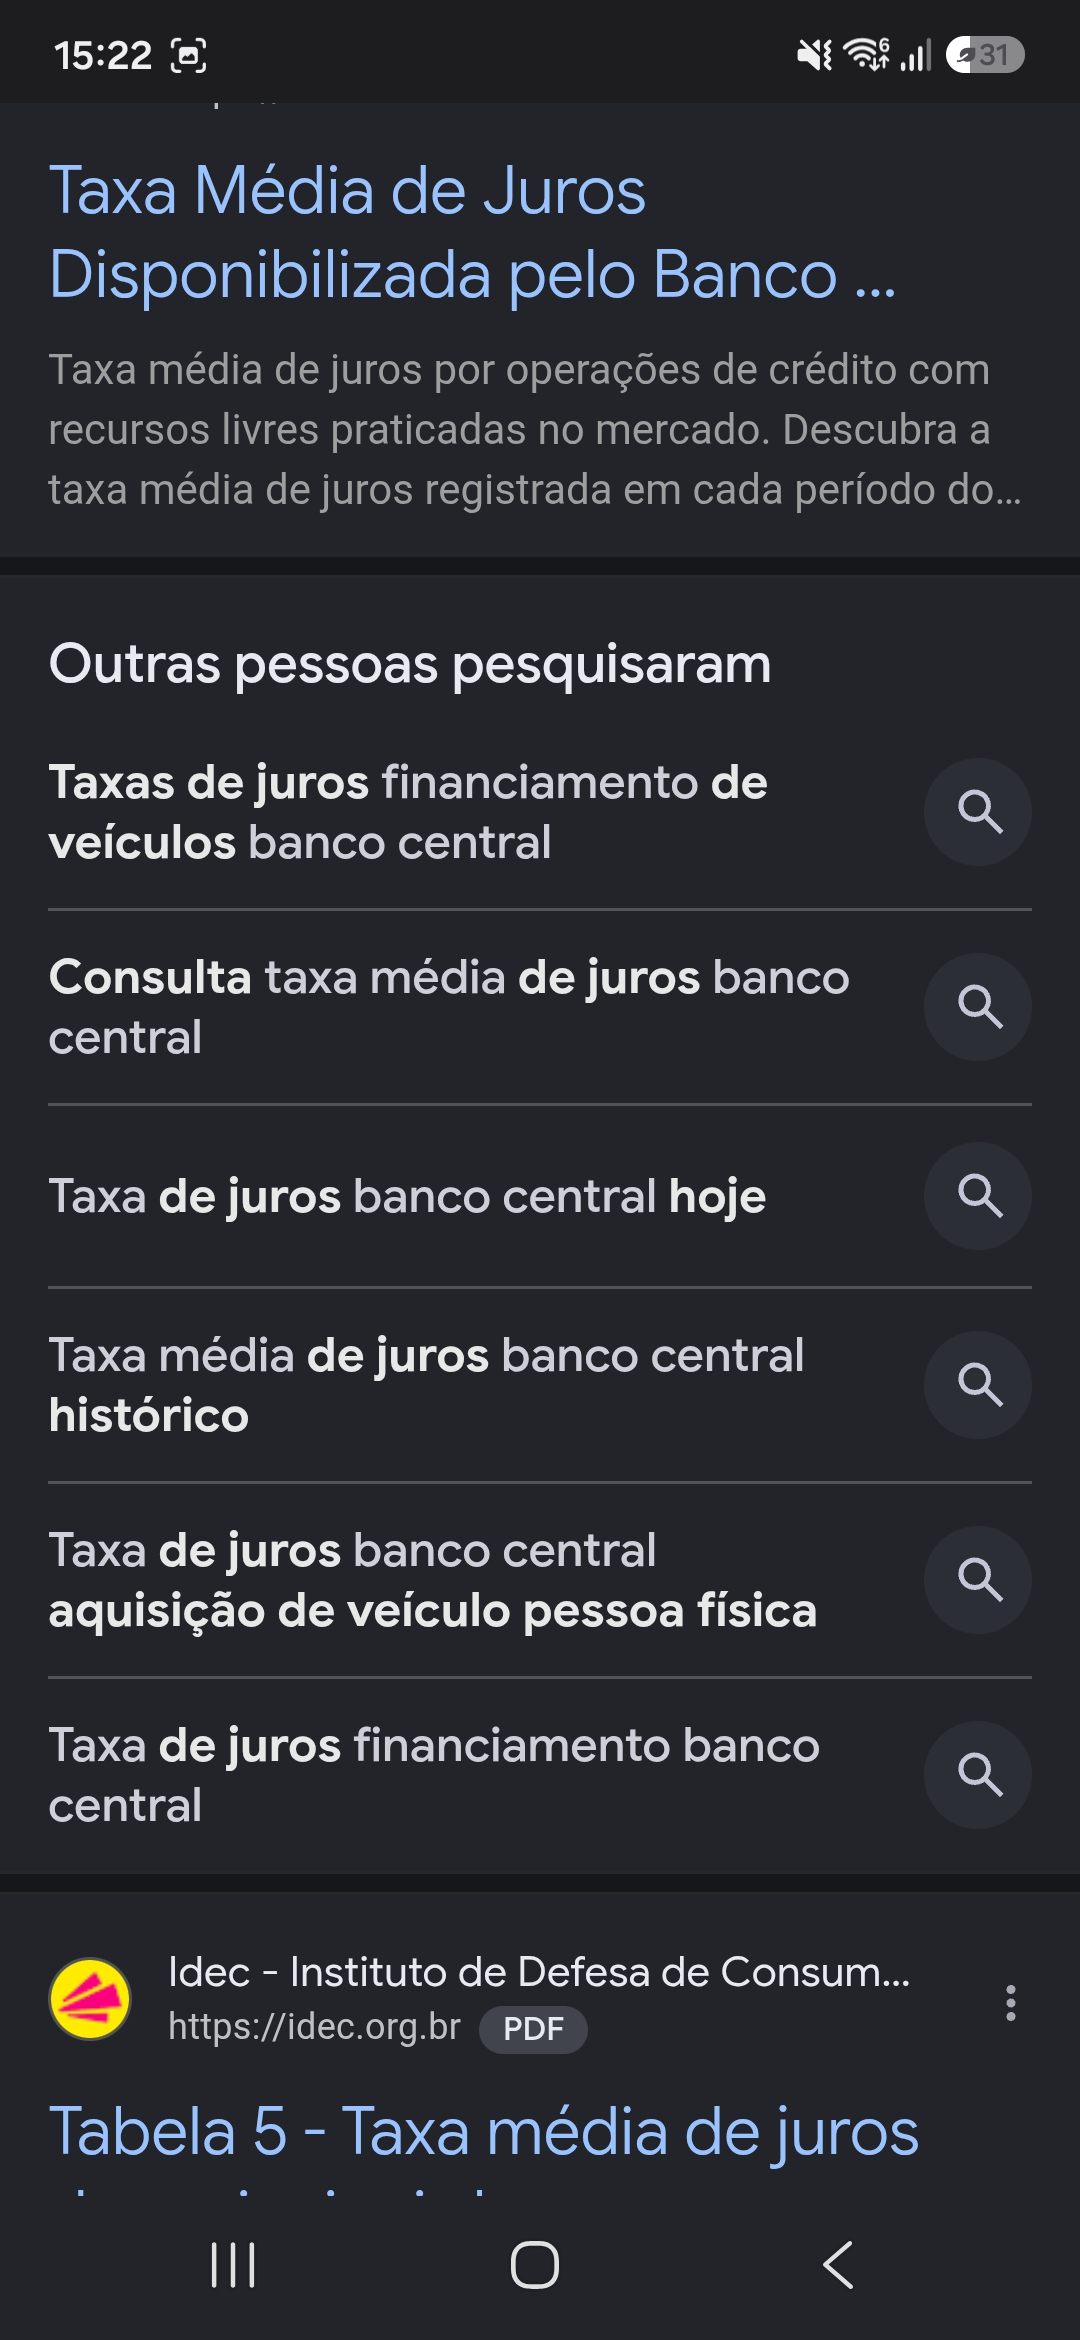 15:22
6
31
Taxa Média de Juros
Disponibilizada pelo Banco ...
Taxa média de juros por operações de crédito com
recursos livres praticadas no mercado. Descubra a
taxa média de juros registrada em cada período do...
Outras pessoas pesquisaram
Taxas de juros financiamento de
veículos banco central
Consulta taxa média de juros banco
central
Taxa de juros banco central hoje
Taxa média de juros banco central
histórico
Taxa de juros banco central
aquisição de veículo pessoa física
Taxa de juros financiamento banco
central
Idec - Instituto de Defesa de Consum...
https://idec.org.br PDF
Tabela 5 - Taxa média de juros